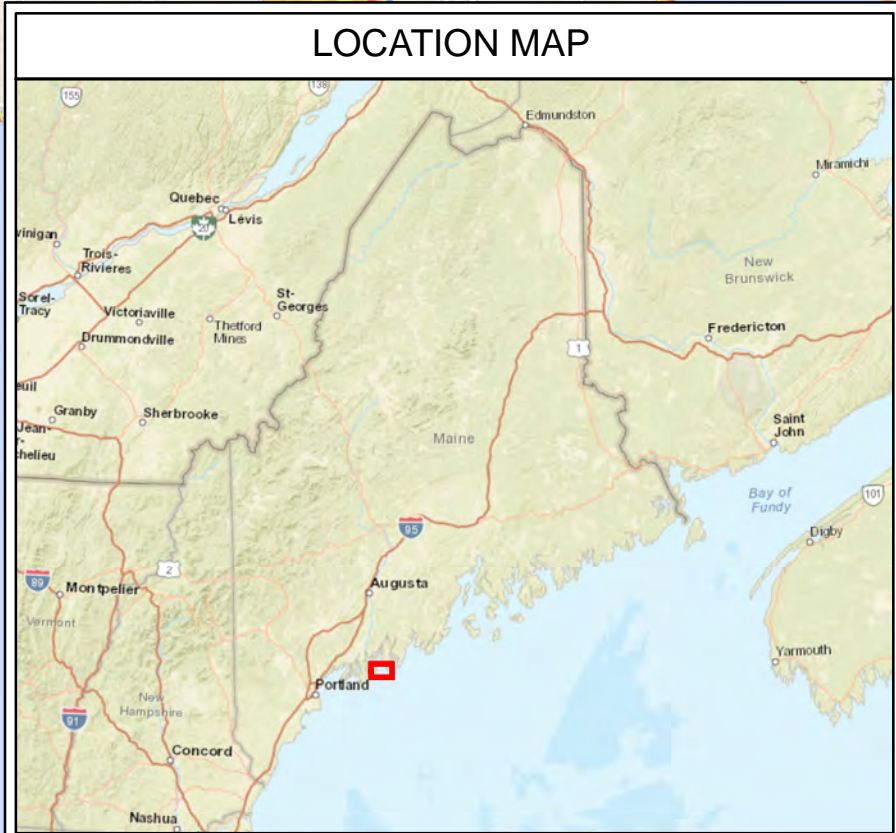 LOCATION MAP
155
138
Edmundston
Miramichi
Quebec
Lévis
20
vinigan
Trois-
Rivieres
New
Brunswick
Sorel-
Tracy
Victoriaville
Thetford
Mines
St-
Georges
Fredericton
1
euil
Granby
Sherbrooke
Jean-
r-
chelieu
Maine
Saint
John
Bay of
Fundy
101
95
Digby
2
89
Montpelier
Augusta
Vermont
Yarmouth
Portland
New
Hampshire
91
Concord
Nashua